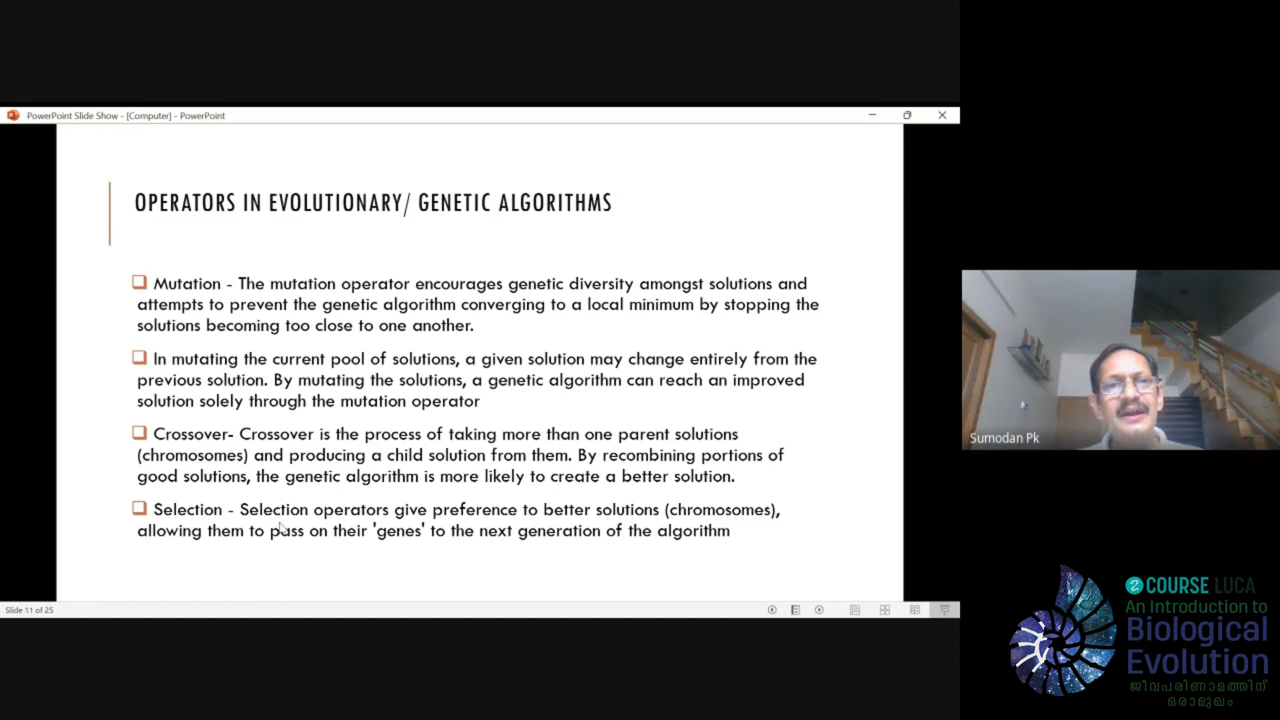 PowerPoint Slide Show - [Computer] - PowerPoint
OPERATORS IN EVOLUTIONARY/ GENETIC ALGORITHMS
Mutation - The mutation operator encourages genetic diversity amongst solutions and
attempts to prevent the genetic algorithm converging to a local minimum by stopping the
solutions becoming too close to one another.
In mutating the current pool of solutions, a given solution may change entirely from the
previous solution. By mutating the solutions, a genetic algorithm can reach an improved
solution solely through the mutation operator
Crossover- Crossover is the process of taking more than one parent solutions
(chromosomes) and producing a child solution from them. By recombining portions of
good solutions, the genetic algorithm is more likely to create a better solution.
Selection - Selection operators give preference to better solutions (chromosomes),
allowing them to pass on their 'genes' to the next generation of the algorithm
Slide 11 of 25
Sumodan Pk
2 COURSE LUCA
An Introduction to
Biological
Evolution
ജീവപരിണാമത്തിന്
ഒരാമുഖം